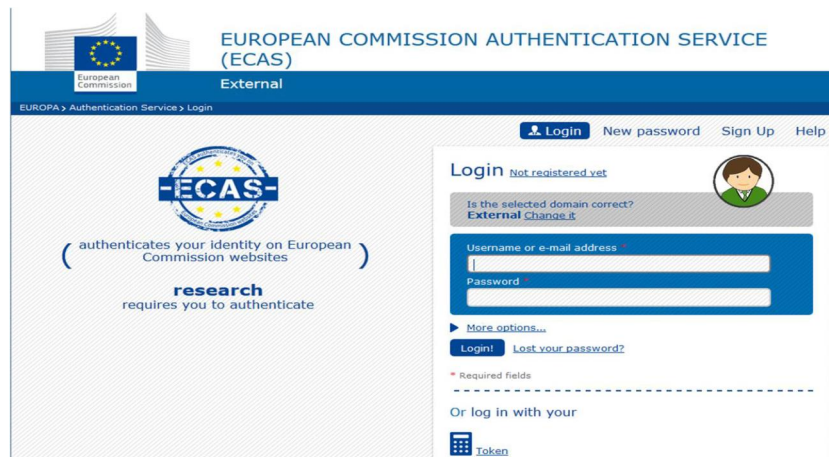 European
Commission
EUROPEAN COMMISSION AUTHENTICATION SERVICE
(ECAS)
External
EUROPA > Authentication Service > Login
Login New password Sign Up Help
ECAS
( authenticates your identity on European
Commission websites )
research
requires you to authenticate
Login Not registered yet
Is the selected domain correct?
External Change it
Username or e-mail address *
Password *
More options...
Login! Lost your password?
* Required fields
Or log in with your
Token